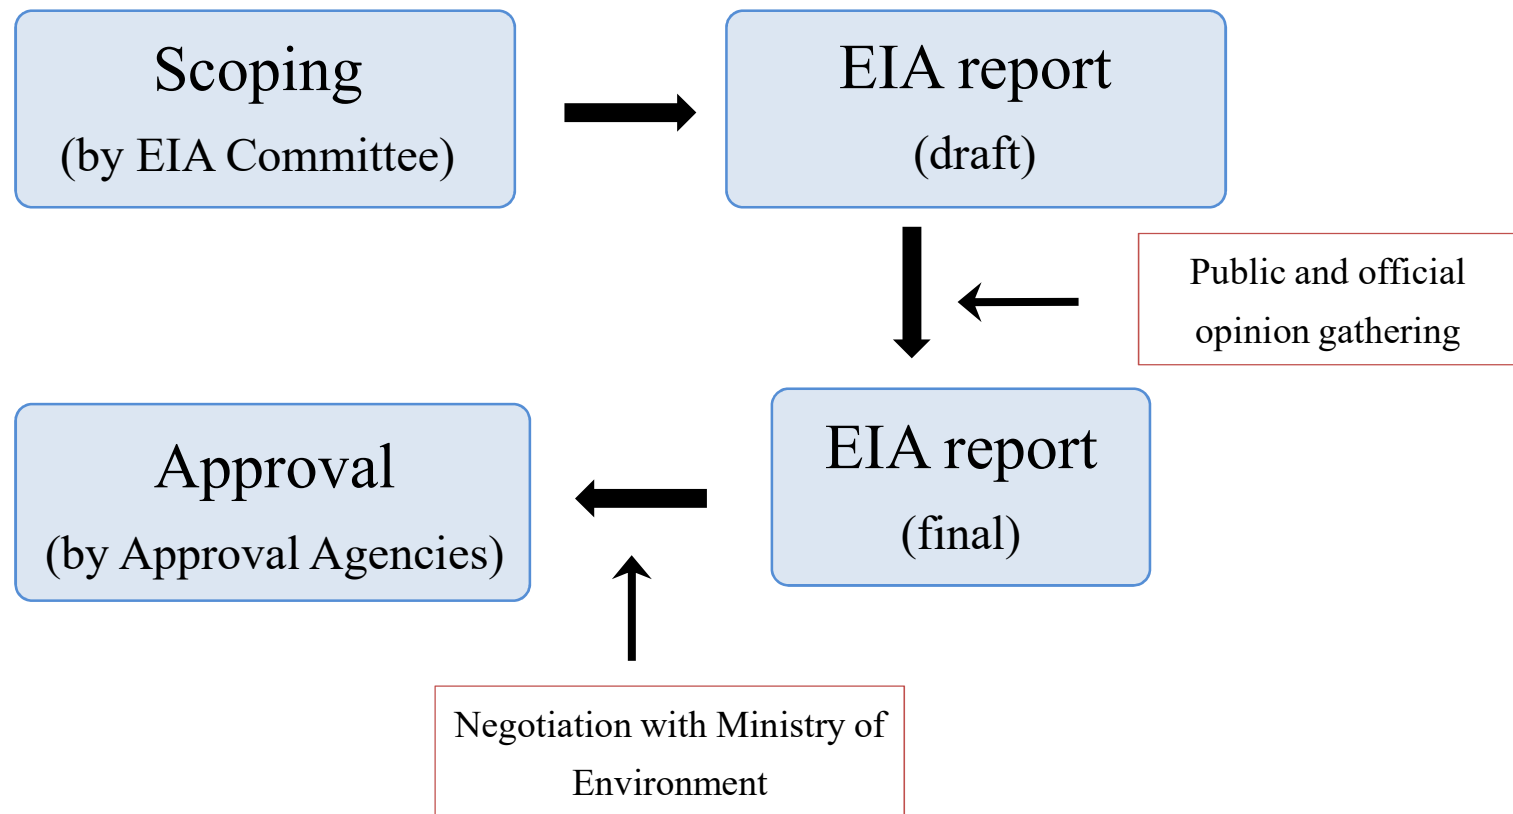 Scoping
(by EIA Committee)
EIA report
(draft)
Public and official
opinion gathering
EIA report
(final)
Approval
(by Approval Agencies)
Negotiation with Ministry of
Environment